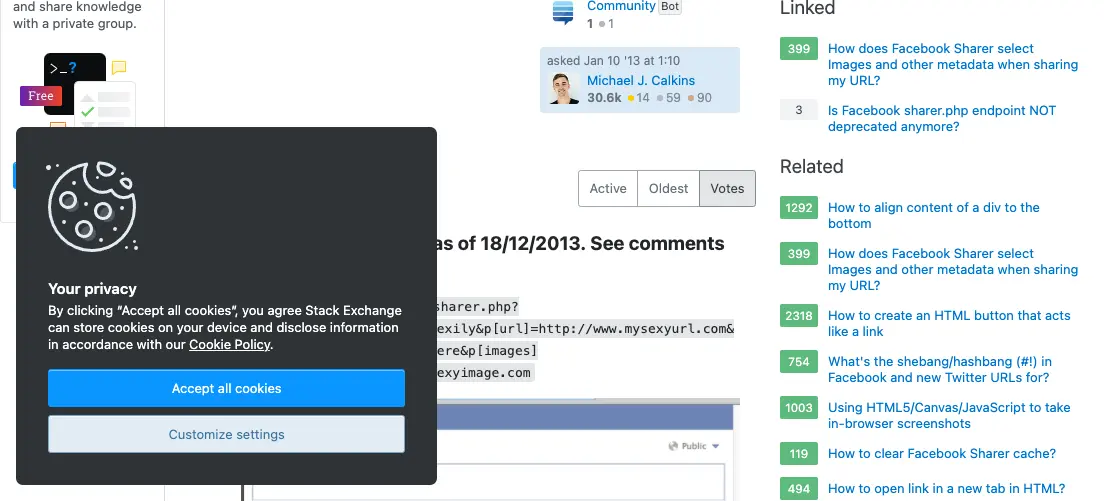 and share knowledge
with a private group.
>_?
Free
Community Bot
1 1
asked Jan 10 '13 at 1:10
Michael J. Calkins
30.6k 14 59 90
Active Oldest Votes
as of 18/12/2013. See comments
sharer.php?
exily&p[url]=http://www.mysexyurl.com&
ere&p[images]
exyimage.com
Public
Your privacy
By clicking “Accept all cookies”, you agree Stack Exchange
can store cookies on your device and disclose information
in accordance with our Cookie Policy.
Accept all cookies
Customize settings
Linked
399 How does Facebook Sharer select
Images and other metadata when sharing
my URL?
3 Is Facebook sharer.php endpoint NOT
deprecated anymore?
Related
1292 How to align content of a div to the
bottom
399 How does Facebook Sharer select
Images and other metadata when sharing
my URL?
2318 How to create an HTML button that acts
like a link
754 What's the shebang/hashbang (#!) in
Facebook and new Twitter URLs for?
1003 Using HTML5/Canvas/JavaScript to take
in-browser screenshots
119 How to clear Facebook Sharer cache?
494 How to open link in a new tab in HTML?